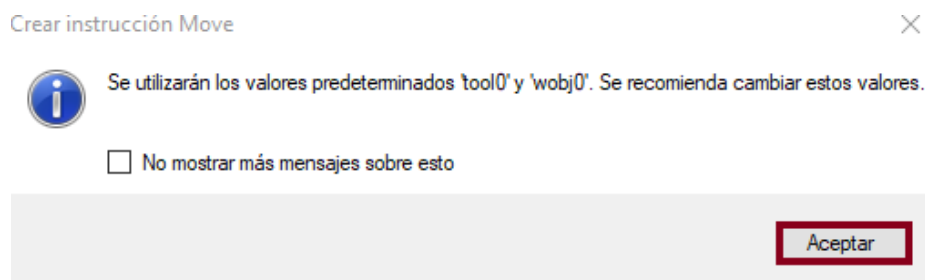 Crear instrucción Move
Se utilizarán los valores predeterminados 'tool0' y 'wobj0'. Se recomienda cambiar estos valores.
No mostrar más mensajes sobre esto
Aceptar